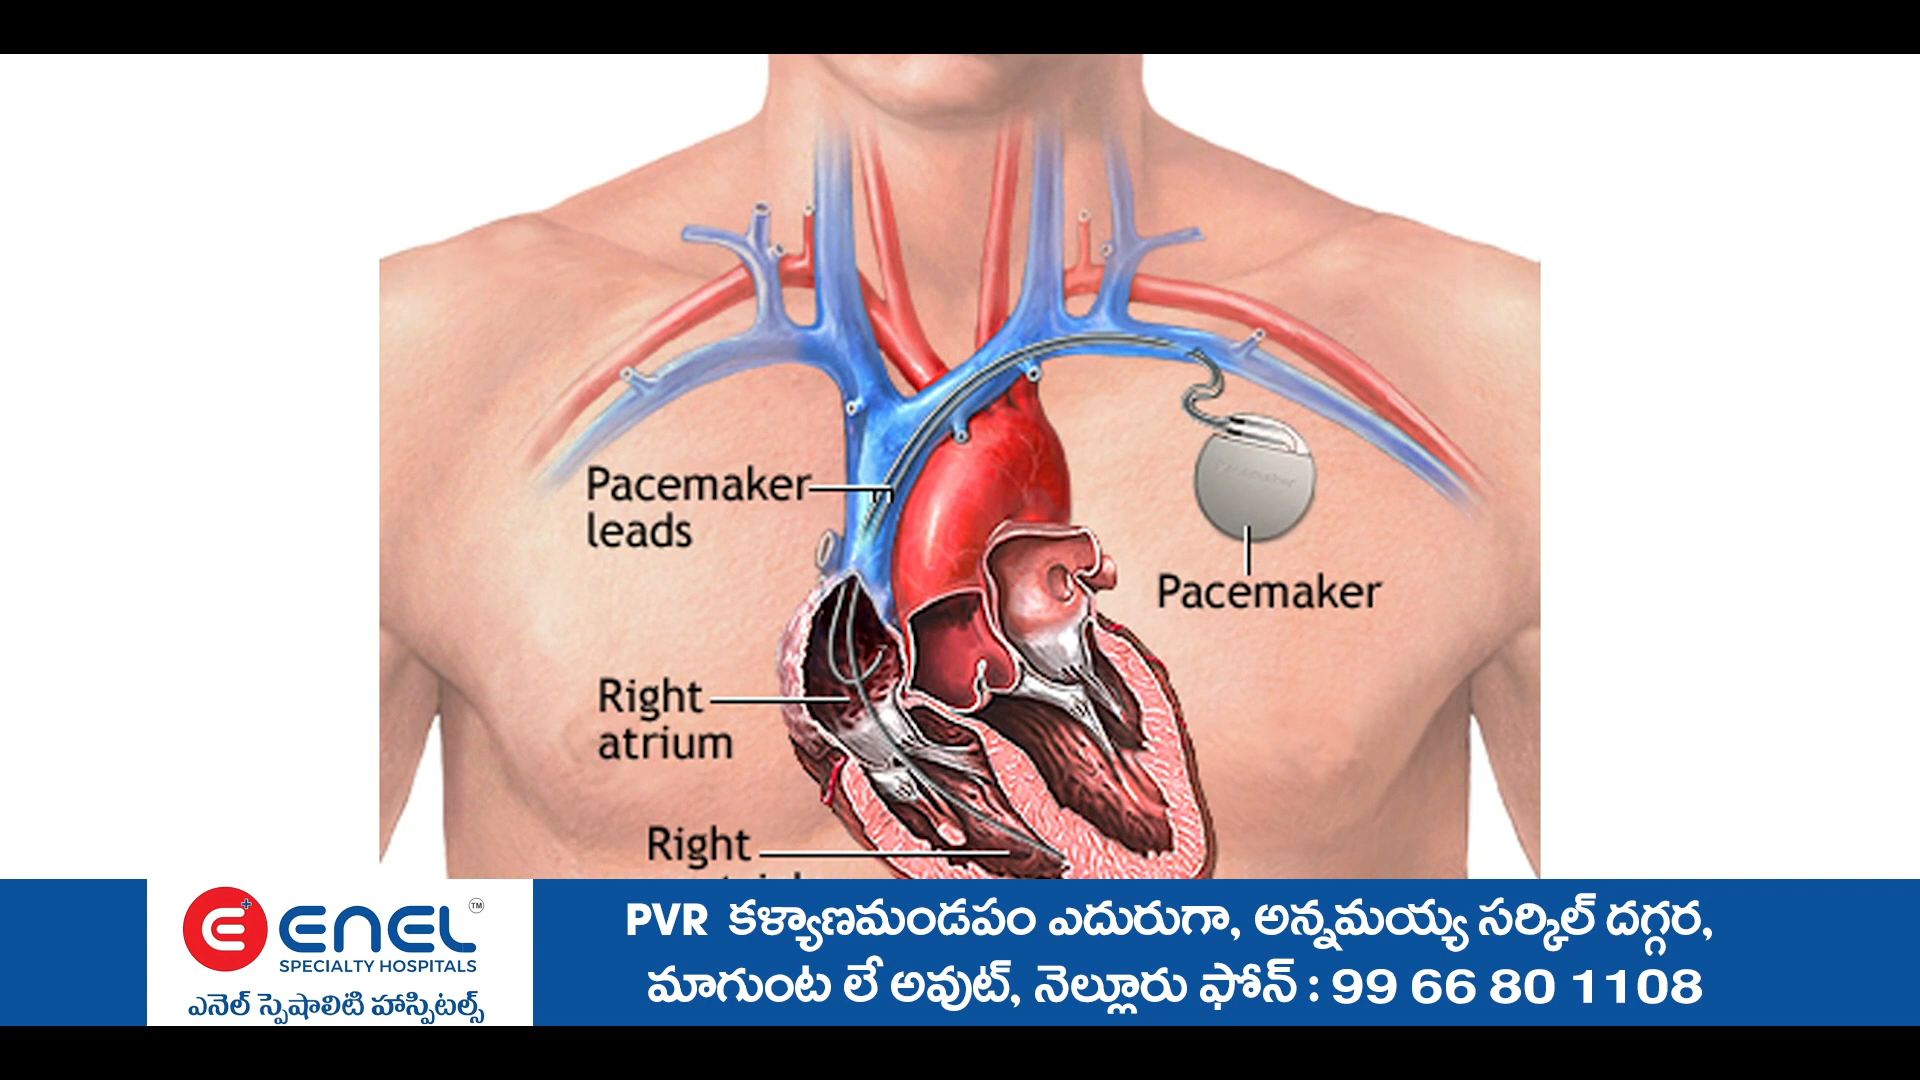 Pacemaker
leads
Pacemaker
Right
atrium
Right
ENEL TM
SPECIALTY HOSPITALS
ఎనెల్ స్పెషాలిటి హాస్పిటల్స్
PVR కళ్యాణమండపం ఎదురుగా, అన్నమయ్య సర్కిల్ దగ్గర,
మాగుంట లే అవుట్, నెల్లూరు ఫోన్ : 99 66 80 1108